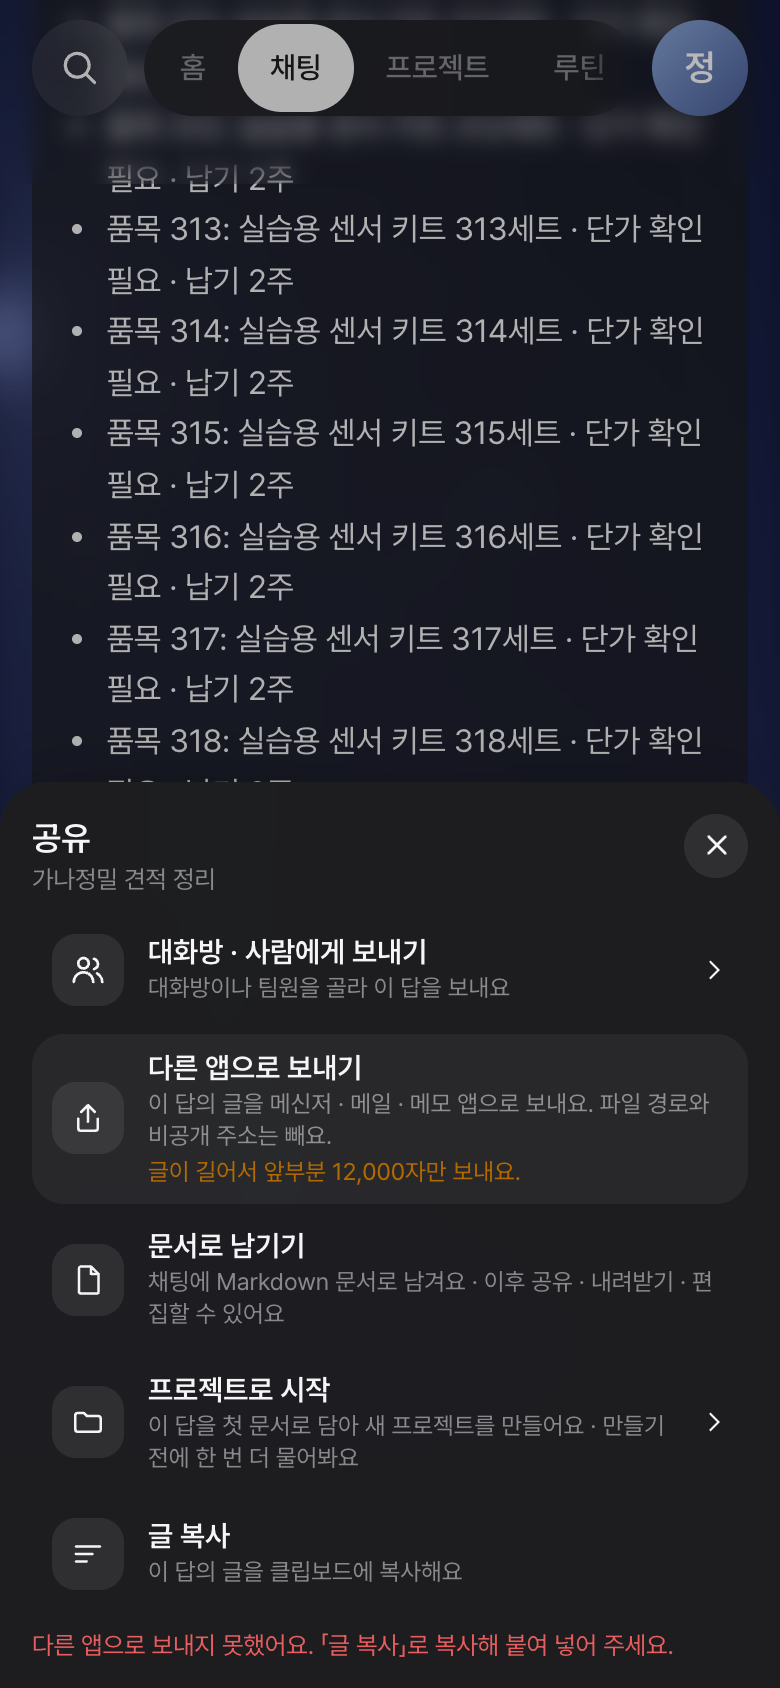 홈
채팅
프로젝트
루틴
정
필요 · 납기 2주
• 품목 313: 실습용 센서 키트 313세트 · 단가 확인
필요 · 납기 2주
• 품목 314: 실습용 센서 키트 314세트 · 단가 확인
필요 · 납기 2주
• 품목 315: 실습용 센서 키트 315세트 · 단가 확인
필요 · 납기 2주
• 품목 316: 실습용 센서 키트 316세트 · 단가 확인
필요 · 납기 2주
• 품목 317: 실습용 센서 키트 317세트 · 단가 확인
필요 · 납기 2주
• 품목 318: 실습용 센서 키트 318세트 · 단가 확인
공유
가나정밀 견적 정리
대화방 · 사람에게 보내기
대화방이나 팀원을 골라 이 답을 보내요
다른 앱으로 보내기
이 답의 글을 메신저 · 메일 · 메모 앱으로 보내요. 파일 경로와
비공개 주소는 빼요.
글이 길어서 앞부분 12,000자만 보내요.
문서로 남기기
채팅에 Markdown 문서로 남겨요 · 이후 공유 · 내려받기 · 편
집할 수 있어요
프로젝트로 시작
이 답을 첫 문서로 담아 새 프로젝트를 만들어요 · 만들기
전에 한 번 더 물어봐요
글 복사
이 답의 글을 클립보드에 복사해요
다른 앱으로 보내지 못했어요. 「글 복사」로 복사해 붙여 넣어 주세요.